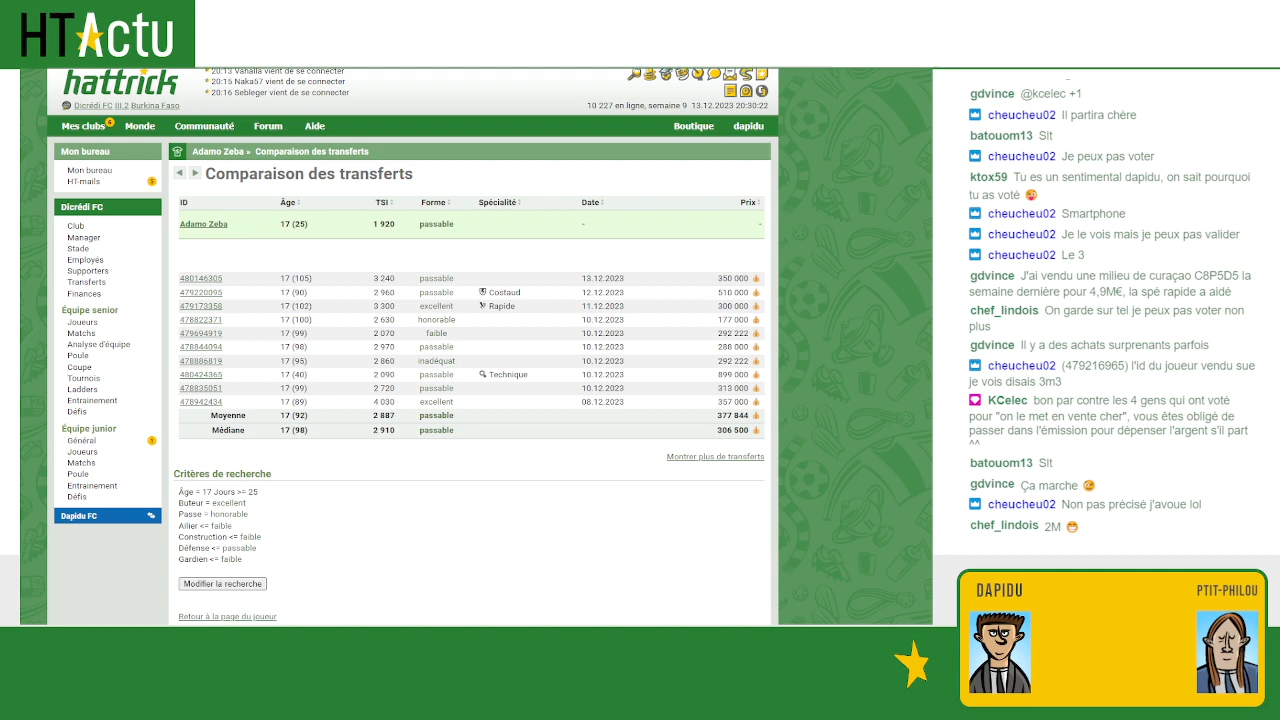 HTActu
20:13 Vanalla vient de se connecter
20:15 Naka57 vient de se connecter
20:16 Sebleger vient de se connecter
hattrick
Dicrédi FC III.2 Burkina Faso
10 227 en ligne, semaine 9 13.12.2023 20:30:22
Mes clubs 6 Monde Communauté Forum Aide Boutique dapidu
Mon bureau
Mon bureau
HT-mails 5
Dicrédi FC
Club
Manager
Stade
Employés
Supporters
Transferts
Finances
Équipe senior
Joueurs
Matchs
Analyse d'équipe
Poule
Coupe
Tournois
Ladders
Entrainement
Défis
Équipe junior
Général 1
Joueurs
Matchs
Poule
Entrainement
Défis
Dapidu FC
Adamo Zeba » Comparaison des transferts
Comparaison des transferts
ID Âge TSI Forme Spécialité Date Prix
Adamo Zeba 17 (25) 1 920 passable - -
480146305 17 (105) 3 240 passable 13.12.2023 350 000
479220095 17 (90) 2 960 passable Costaud 12.12.2023 510 000
479173358 17 (102) 3 300 excellent Rapide 11.12.2023 300 000
478822371 17 (100) 2 630 honorable 10.12.2023 177 000
479694919 17 (99) 2 070 faible 10.12.2023 292 222
478844094 17 (98) 2 970 passable 10.12.2023 288 000
478886819 17 (95) 2 860 inadéquat 10.12.2023 292 222
480424365 17 (40) 2 090 passable Technique 10.12.2023 899 000
478835051 17 (99) 2 720 passable 10.12.2023 313 000
478942434 17 (89) 4 030 excellent 08.12.2023 357 000
Moyenne 17 (92) 2 887 passable 377 844
Médiane 17 (98) 2 910 passable 306 500
Montrer plus de transferts
Critères de recherche
Âge = 17 Jours >= 25
Buteur = excellent
Passe = honorable
Ailier <= faible
Construction <= faible
Défense <= passable
Gardien <= faible
Modifier la recherche
Retour à la page du joueur
gdvince @kcelec +1
cheucheu02 Il partira chère
batouom13 Slt
cheucheu02 Je peux pas voter
ktox59 Tu es un sentimental dapidu, on sait pourquoi
tu as voté 😜
cheucheu02 Smartphone
cheucheu02 Je le vois mais je peux pas valider
cheucheu02 Le 3
gdvince J'ai vendu une milieu de curaçao C8P5D5 la
semaine dernière pour 4,9M€, la spé rapide a aidé
chef_lindois On garde sur tel je peux pas voter non
plus
gdvince Il y a des achats surprenants parfois
cheucheu02 (479216965) l'id du joueur vendu sue
je vois disais 3m3
KCelec bon par contre les 4 gens qui ont voté
pour "on le met en vente cher", vous êtes obligé de
passer dans l'émission pour dépenser l'argent s'il part
^^
batouom13 Slt
gdvince Ça marche 😉
cheucheu02 Non pas précisé j'avoue lol
chef_lindois 2M 😁
DAPIDU PTIT-PHILOU